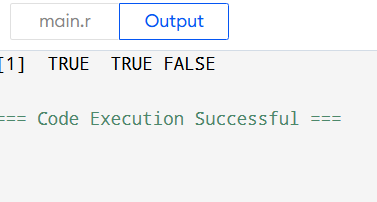 main.r Output
[1]  TRUE  TRUE FALSE
=== Code Execution Successful ===